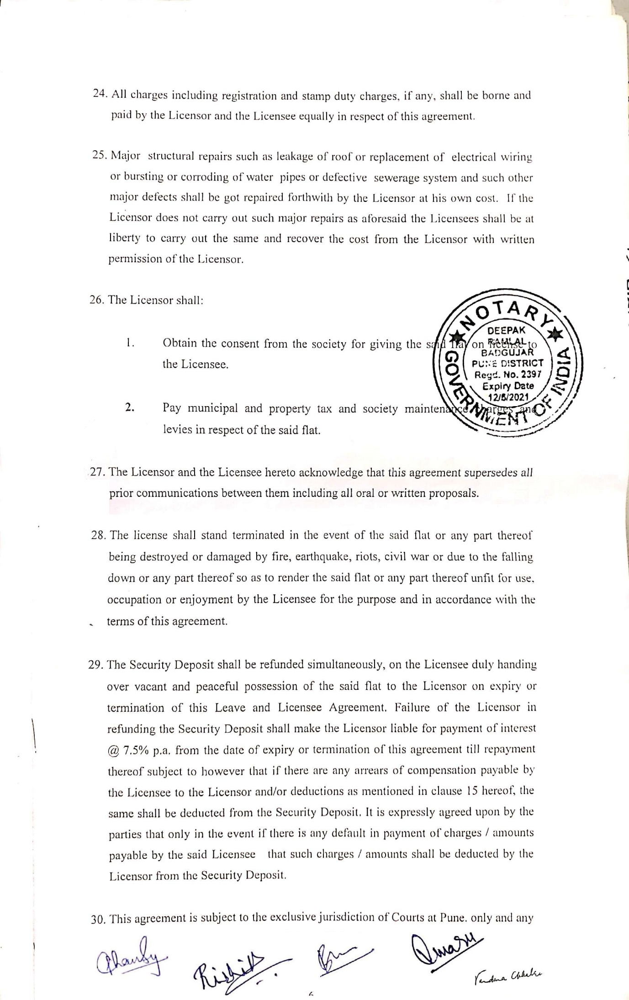 24. All charges including registration and stamp duty charges, if any, shall be borne and
paid by the Licensor and the Licensee equally in respect of this agreement.
25. Major structural repairs such as leakage of roof or replacement of electrical wiring
or bursting or corroding of water pipes or defective sewerage system and such other
major defects shall be got repaired forthwith by the Licensor at his own cost. If the
Licensor does not carry out such major repairs as aforesaid the Licensees shall be at
liberty to carry out the same and recover the cost from the Licensor with written
permission of the Licensor.
26. The Licensor shall:
1. Obtain the consent from the society for giving the said flat on license to
the Licensee.
2. Pay municipal and property tax and society maintenance charges and
levies in respect of the said flat.
NOTARY
GOVERNMENT OF INDIA
DEEPAK
RAMLAL
BADGUJAR
PUNE DISTRICT
Regd. No. 2397
Expiry Date
12/5/2021
27. The Licensor and the Licensee hereto acknowledge that this agreement supersedes all
prior communications between them including all oral or written proposals.
28. The license shall stand terminated in the event of the said flat or any part thereof
being destroyed or damaged by fire, earthquake, riots, civil war or due to the falling
down or any part thereof so as to render the said flat or any part thereof unfit for use,
occupation or enjoyment by the Licensee for the purpose and in accordance with the
terms of this agreement.
29. The Security Deposit shall be refunded simultaneously, on the Licensee duly handing
over vacant and peaceful possession of the said flat to the Licensor on expiry or
termination of this Leave and Licensee Agreement. Failure of the Licensor in
refunding the Security Deposit shall make the Licensor liable for payment of interest
@ 7.5% p.a. from the date of expiry or termination of this agreement till repayment
thereof subject to however that if there are any arrears of compensation payable by
the Licensee to the Licensor and/or deductions as mentioned in clause 15 hereof, the
same shall be deducted from the Security Deposit. It is expressly agreed upon by the
parties that only in the event if there is any default in payment of charges / amounts
payable by the said Licensee that such charges / amounts shall be deducted by the
Licensor from the Security Deposit.
30. This agreement is subject to the exclusive jurisdiction of Courts at Pune. only and any
Vandana
6